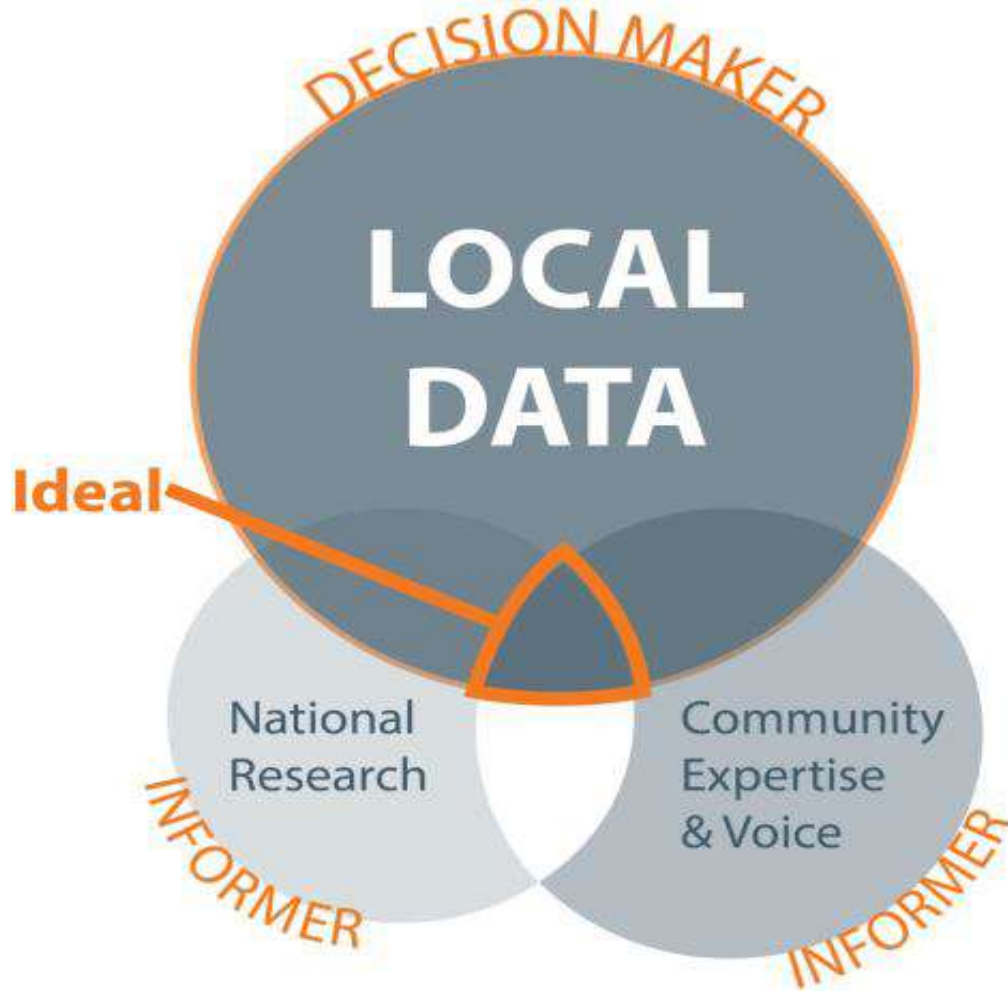 DECISION MAKER
LOCAL
DATA
Ideal
National
Research
Community
Expertise
& Voice
INFORMER
INFORMER